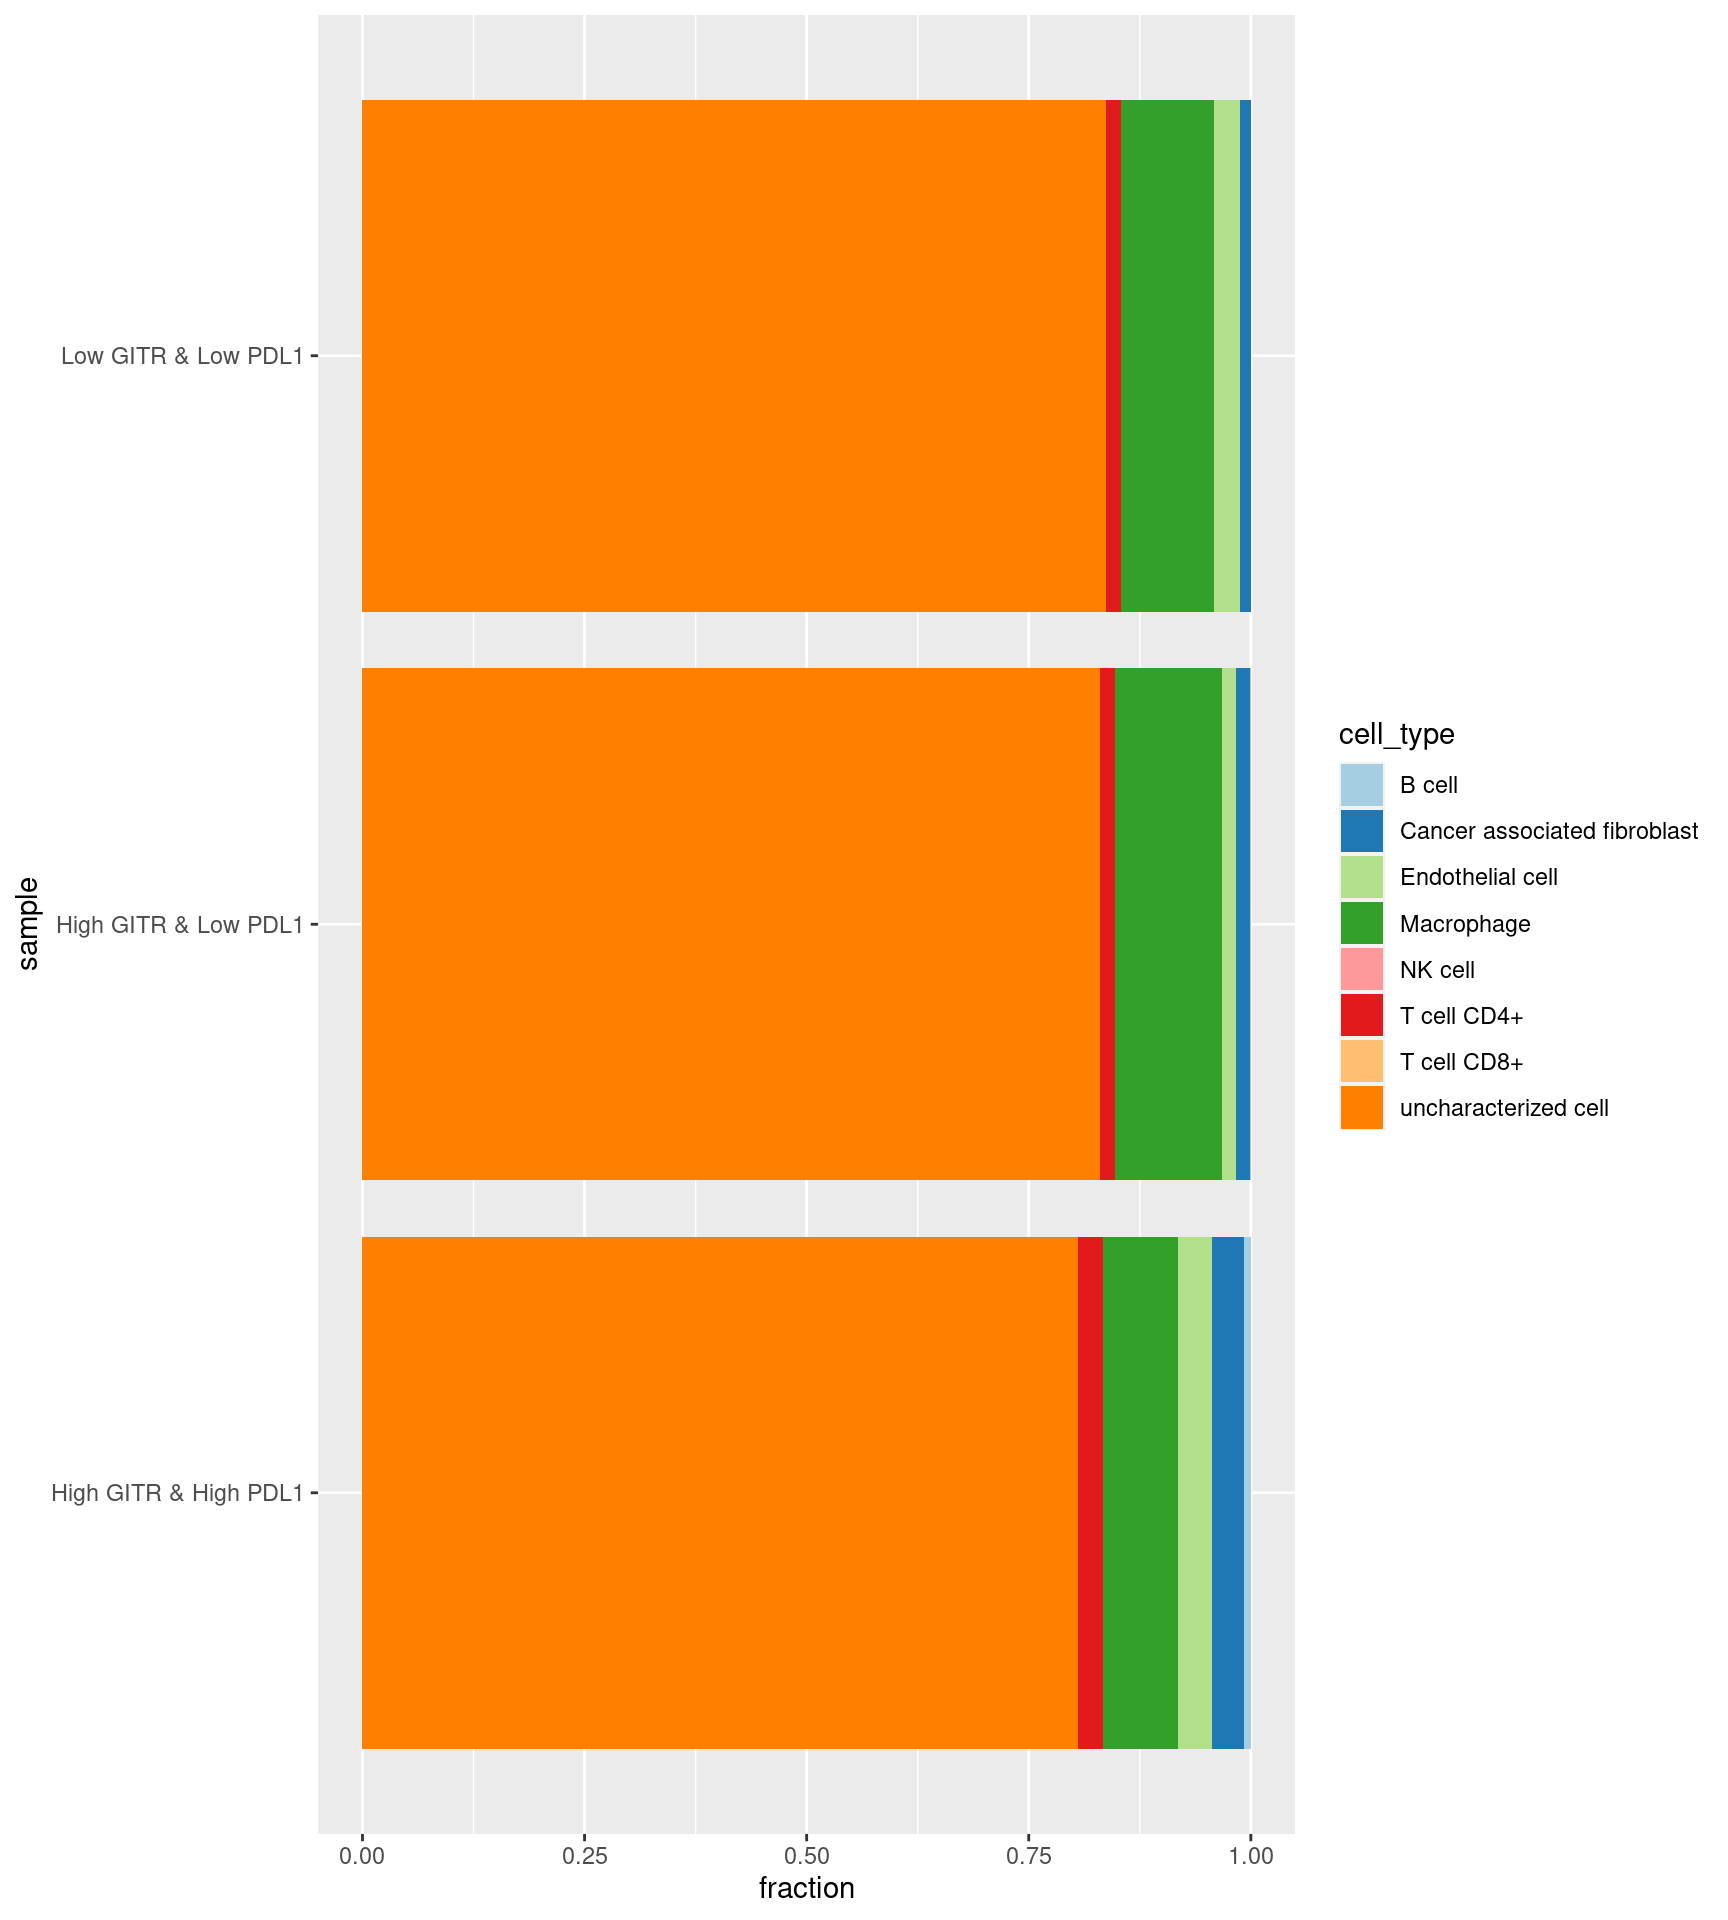 Low GITR & Low PDL1
High GITR & Low PDL1
High GITR & High PDL1
sample
0.00 0.25 0.50 0.75 1.00
fraction
cell_type
B cell
Cancer associated fibroblast
Endothelial cell
Macrophage
NK cell
T cell CD4+
T cell CD8+
uncharacterized cell